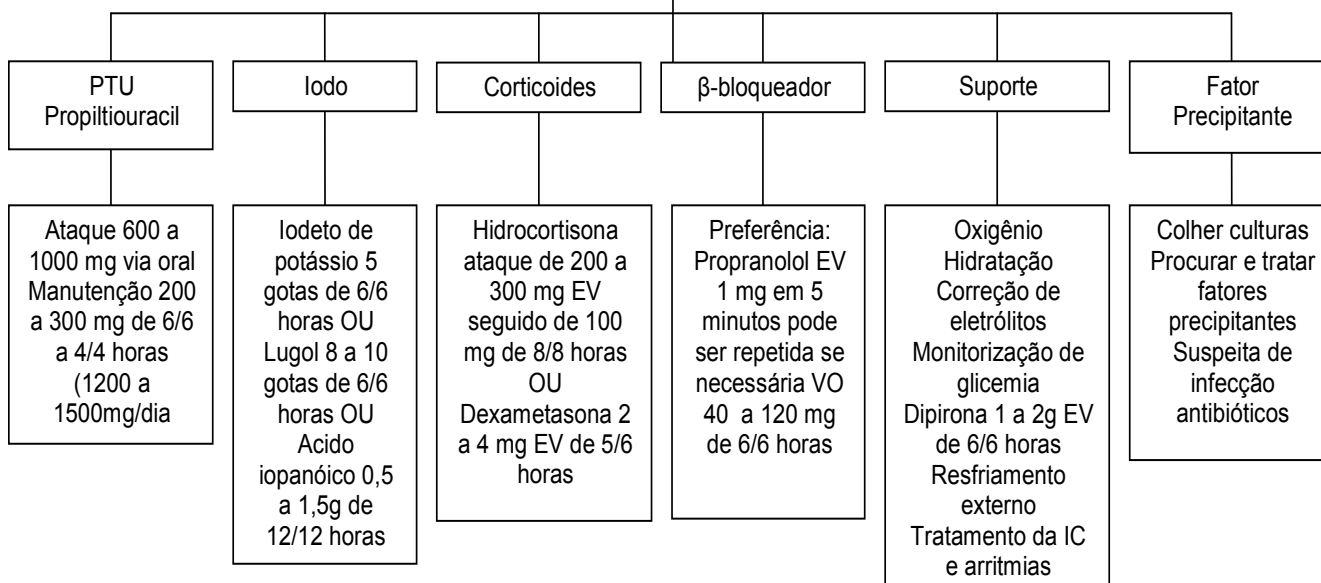 PTU
Propiltiouracil
Iodo
Corticoides
β-bloqueador
Suporte
Fator
Precipitante
Ataque 600 a
1000 mg via oral
Manutenção 200
a 300 mg de 6/6
a 4/4 horas
(1200 a
1500mg/dia
Iodeto de
potássio 5
gotas de 6/6
horas OU
Lugol 8 a 10
gotas de 6/6
horas OU
Acido
iopanóico 0,5
a 1,5g de
12/12 horas
Hidrocortisona
ataque de 200 a
300 mg EV
seguido de 100
mg de 8/8 horas
OU
Dexametasona 2
a 4 mg EV de 5/6
horas
Preferência:
Propranolol EV
1 mg em 5
minutos pode
ser repetida se
necessária VO
40 a 120 mg
de 6/6 horas
Oxigênio
Hidratação
Correção de
eletrólitos
Monitorização de
glicemia
Dipirona 1 a 2g EV
de 6/6 horas
Resfriamento
externo
Tratamento da IC
e arritmias
Colher culturas
Procurar e tratar
fatores
precipitantes
Suspeita de
infecção
antibióticos